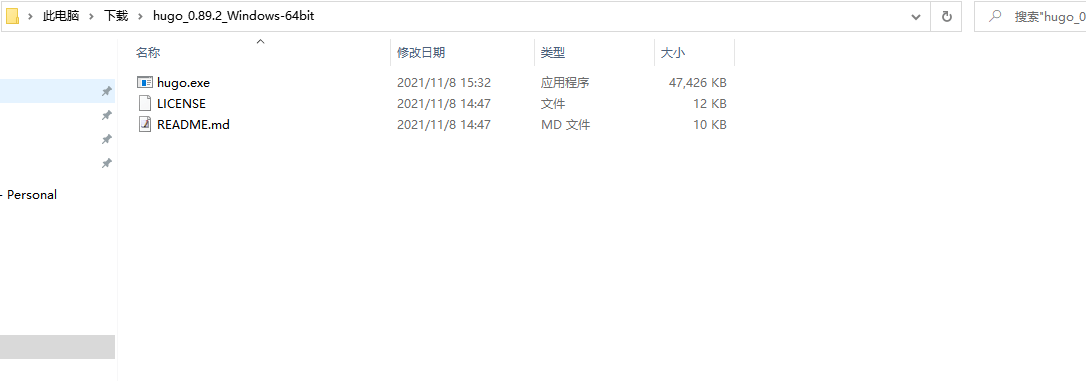 此电脑 › 下载 › hugo_0.89.2_Windows-64bit
搜索"hugo_0
名称 修改日期 类型 大小
hugo.exe 2021/11/8 15:32 应用程序 47,426 KB
LICENSE 2021/11/8 14:47 文件 12 KB
README.md 2021/11/8 14:47 MD 文件 10 KB
- Personal